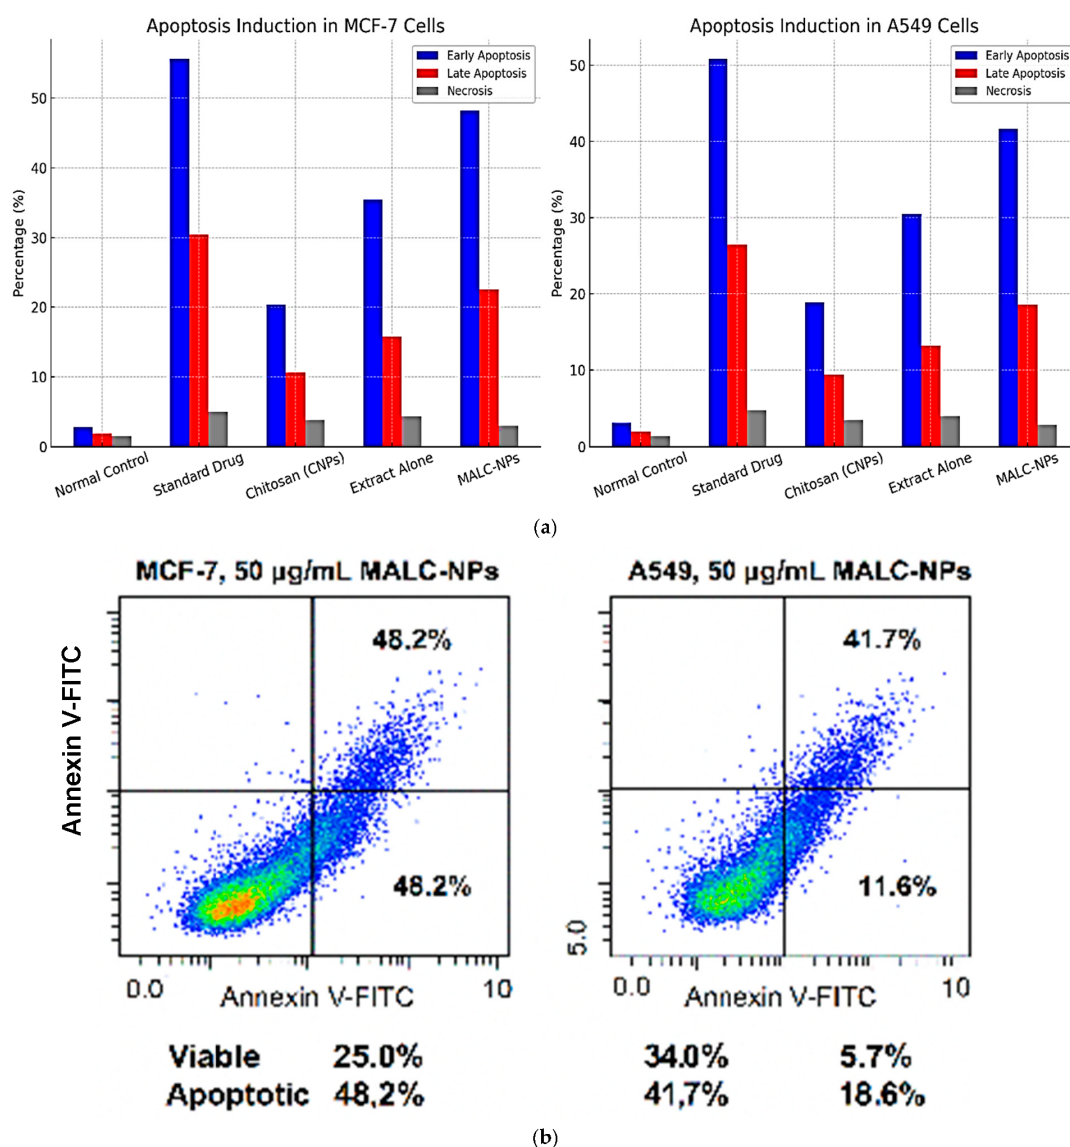 Apoptosis Induction in MCF-7 Cells
Early Apoptosis
Late Apoptosis
Necrosis
Percentage (%)
50
40
30
20
10
0
Normal Control
Standard Drug
Chitosan (CNPs)
Extract Alone
MALC-NPs
Apoptosis Induction in A549 Cells
Early Apoptosis
Late Apoptosis
Necrosis
Percentage (%)
50
40
30
20
10
0
Normal Control
Standard Drug
Chitosan (CNPs)
Extract Alone
MALC-NPs
(a)
MCF-7, 50 µg/mL MALC-NPs
48.2%
48.2%
Annexin V-FITC
0.0
Annexin V-FITC
10
A549, 50 µg/mL MALC-NPs
41.7%
11.6%
5.0
0.0
Annexin V-FITC
10
Viable 25.0% 34.0% 5.7%
Apoptotic 48,2% 41,7% 18.6%
(b)